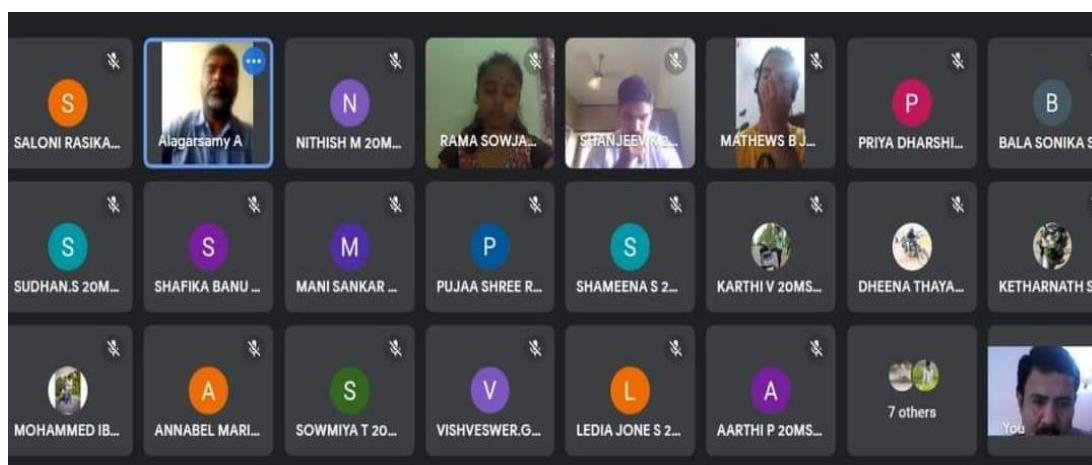 S
SALONI RASIKA...
Alagarsamy A
N
NITHISH M 20M...
RAMA SOWJA...
SHANJEEVI K 2...
MATHEWS B J...
P
PRIYA DHARSHI...
B
BALA SONIKA S
S
SUDHAN.S 20M...
S
SHAFIKA BANU ...
M
MANI SANKAR ...
P
PUJAA SHREE R...
S
SHAMEENA S 2...
KARTHI V 20MS...
DHEENA THAYA...
KETHARNATH S
MOHAMMED IB...
A
ANNABEL MARI...
S
SOWMIYA T 20...
V
VISHVESWER.G...
L
LEDIA JONE S 2...
A
AARTHI P 20MS...
7 others
You